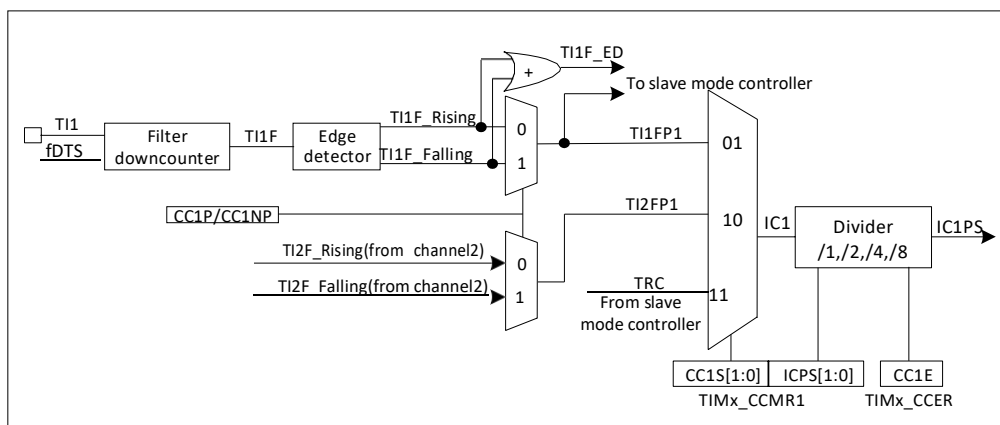 TI1F_ED
To slave mode controller
TI1
fDTS
Filter
downcounter
TI1F
Edge
detector
TI1F_Rising
TI1F_Falling
+
0
1
TI1FP1
01
CC1P/CC1NP
TI2FP1
10
IC1
Divider
/1,/2,/4,/8
IC1PS
TI2F_Rising(from channel2)
TI2F_Falling(from channel2)
0
1
TRC
11
From slave
mode controller
CC1S[1:0]
ICPS[1:0]
CC1E
TIMx_CCMR1
TIMx_CCER